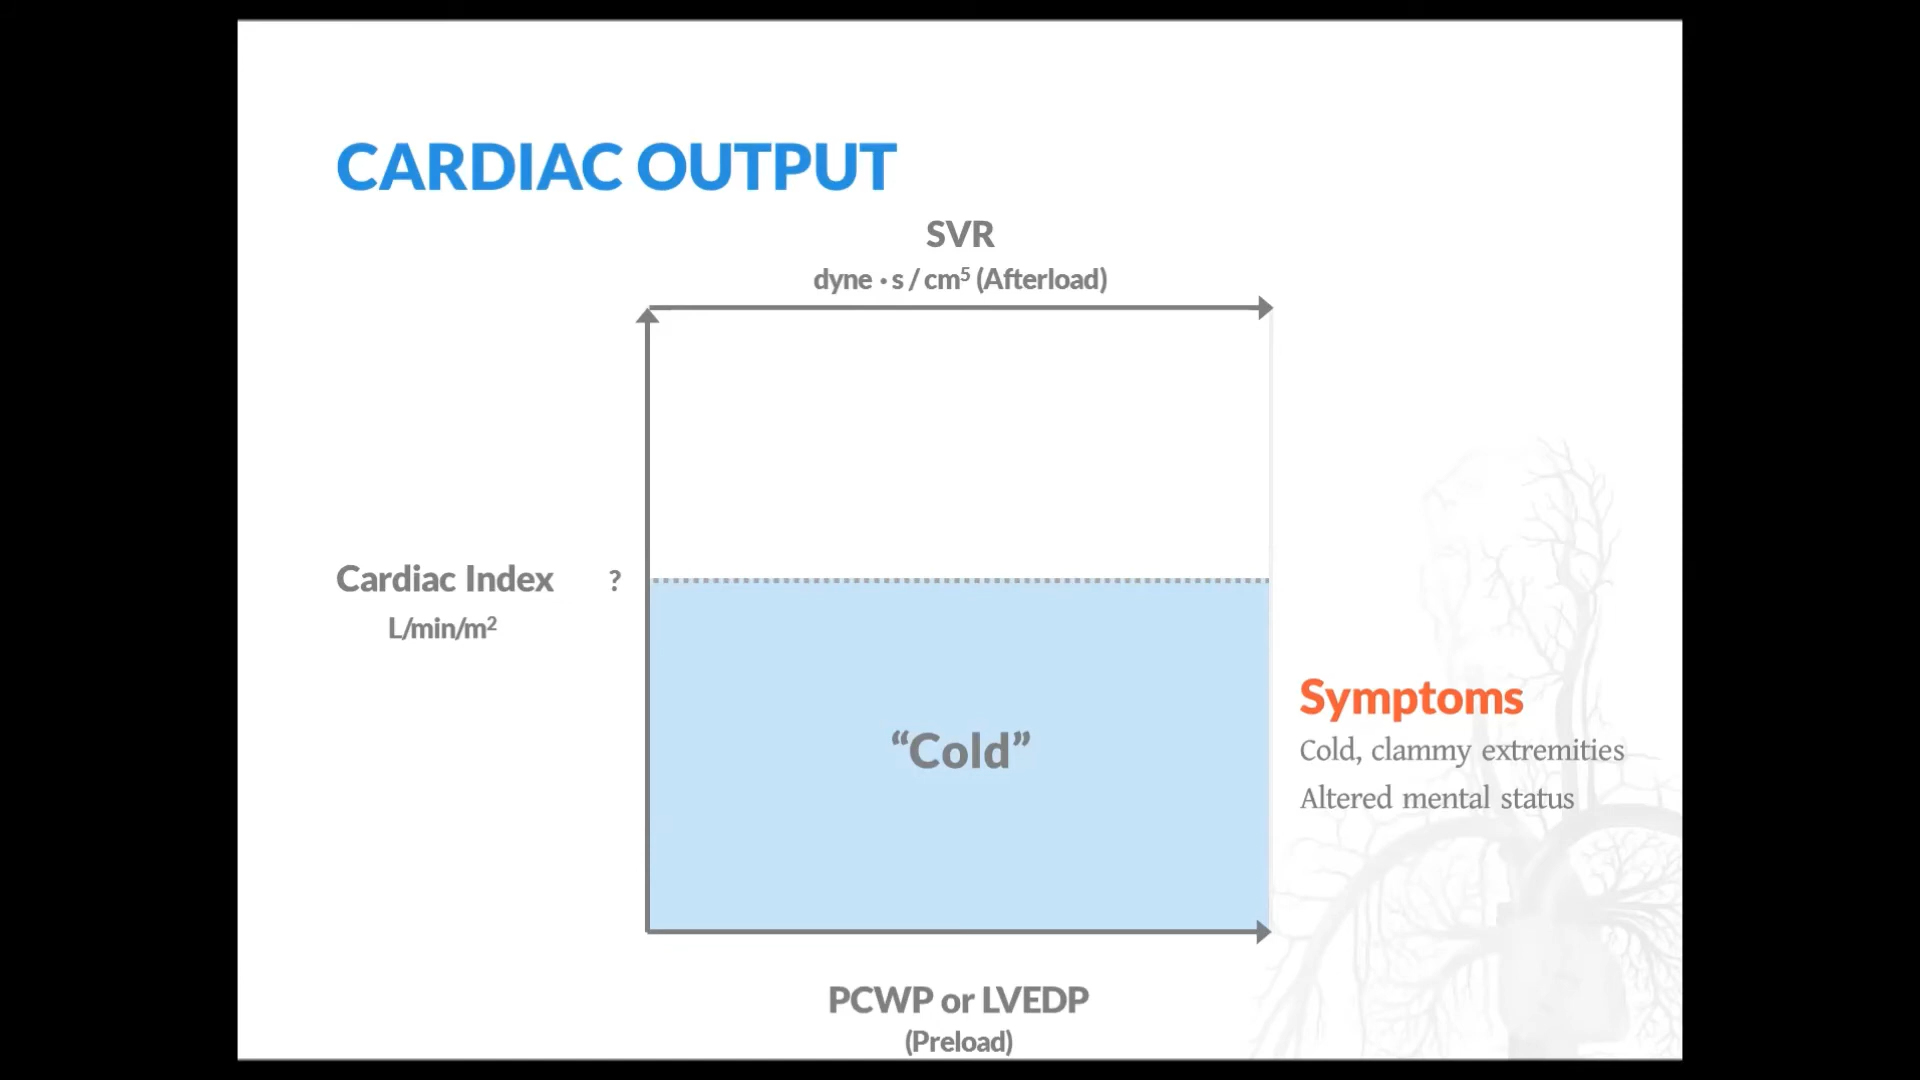 CARDIAC OUTPUT
SVR
dyne · s / cm⁵ (Afterload)
Cardiac Index ?
L/min/m²
“Cold”
Symptoms
Cold, clammy extremities
Altered mental status
PCWP or LVEDP
(Preload)